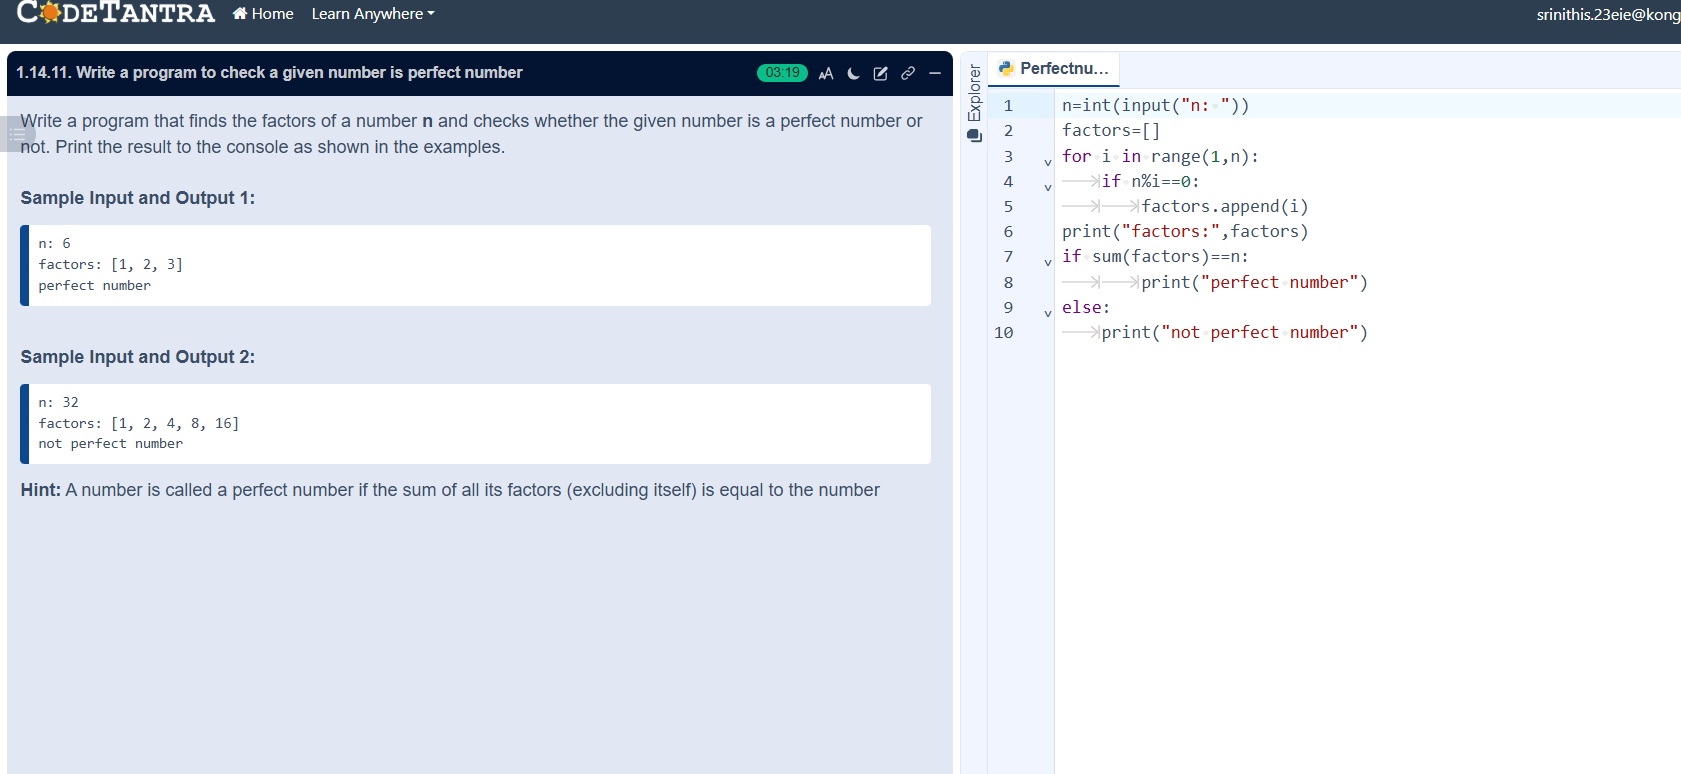 CODETANTRA Home Learn Anywhere srinithis.23eie@kong
1.14.11. Write a program to check a given number is perfect number 03:19 AA
Write a program that finds the factors of a number n and checks whether the given number is a perfect number or
not. Print the result to the console as shown in the examples.
Sample Input and Output 1:
n: 6
factors: [1, 2, 3]
perfect number
Sample Input and Output 2:
n: 32
factors: [1, 2, 4, 8, 16]
not perfect number
Hint: A number is called a perfect number if the sum of all its factors (excluding itself) is equal to the number
Explorer
Perfectnu...
1 n=int(input("n: "))
2 factors=[]
3 for i in range(1,n):
4 if n%i==0:
5 factors.append(i)
6 print("factors:",factors)
7 if sum(factors)==n:
8 print("perfect number")
9 else:
10 print("not perfect number")